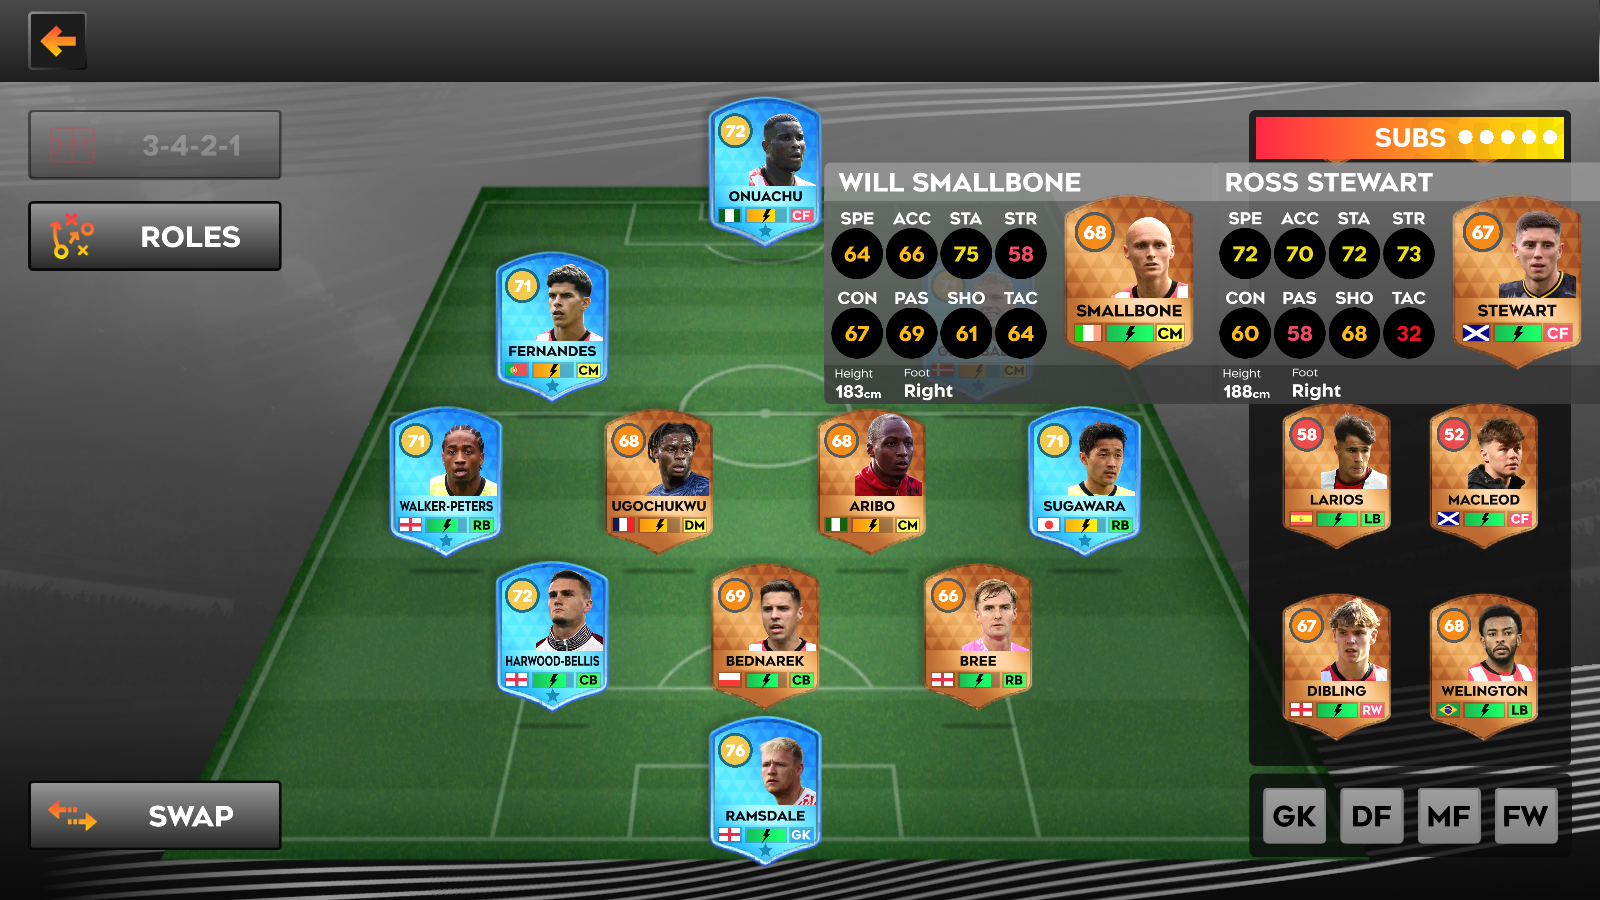 3-4-2-1
ROLES
SWAP
SUBS
72
ONUACHU
CF
71
FERNANDES
CM
WILL SMALLBONE
SPE ACC STA STR
64 66 75 58
CON PAS SHO TAC
67 69 61 64
Height Foot
183cm Right
68
SMALLBONE
CM
ROSS STEWART
SPE ACC STA STR
72 70 72 73
CON PAS SHO TAC
60 58 68 32
Height Foot
188cm Right
67
STEWART
CF
CM
71
WALKER-PETERS
RB
68
UGOCHUKWU
DM
68
ARIBO
CM
71
SUGAWARA
RB
58
LARIOS
LB
52
MACLEOD
CF
72
HARWOOD-BELLIS
CB
69
BEDNAREK
CB
66
BREE
RB
67
DIBLING
RW
68
WELINGTON
LB
76
RAMSDALE
GK
GK DF MF FW